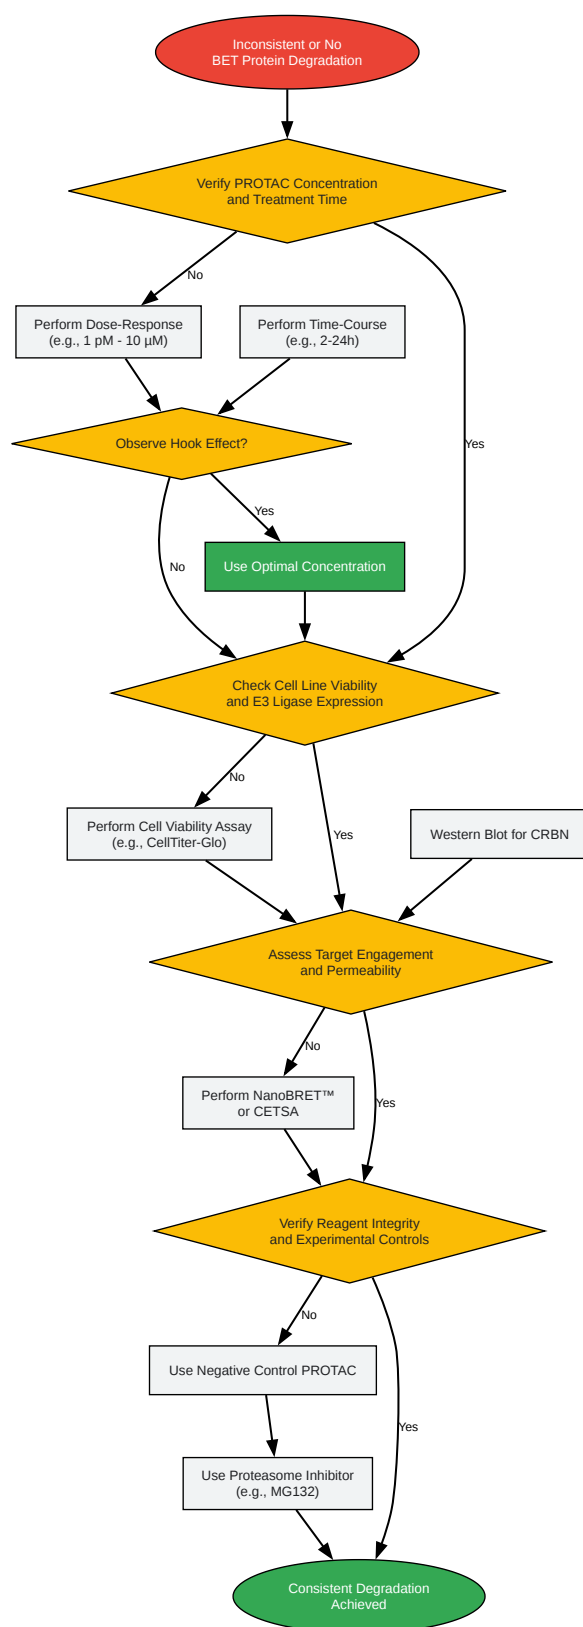 Inconsistent or No
BET Protein Degradation
Verify PROTAC Concentration
and Treatment Time
No
Perform Dose-Response
(e.g., 1 pM - 10 µM)
Perform Time-Course
(e.g., 2-24h)
Observe Hook Effect?
Yes
Yes
No
Use Optimal Concentration
Check Cell Line Viability
and E3 Ligase Expression
No
Perform Cell Viability Assay
(e.g., CellTiter-Glo)
Yes
Western Blot for CRBN
Assess Target Engagement
and Permeability
No
Perform NanoBRET™
or CETSA
Yes
Verify Reagent Integrity
and Experimental Controls
No
Use Negative Control PROTAC
Yes
Use Proteasome Inhibitor
(e.g., MG132)
Consistent Degradation
Achieved